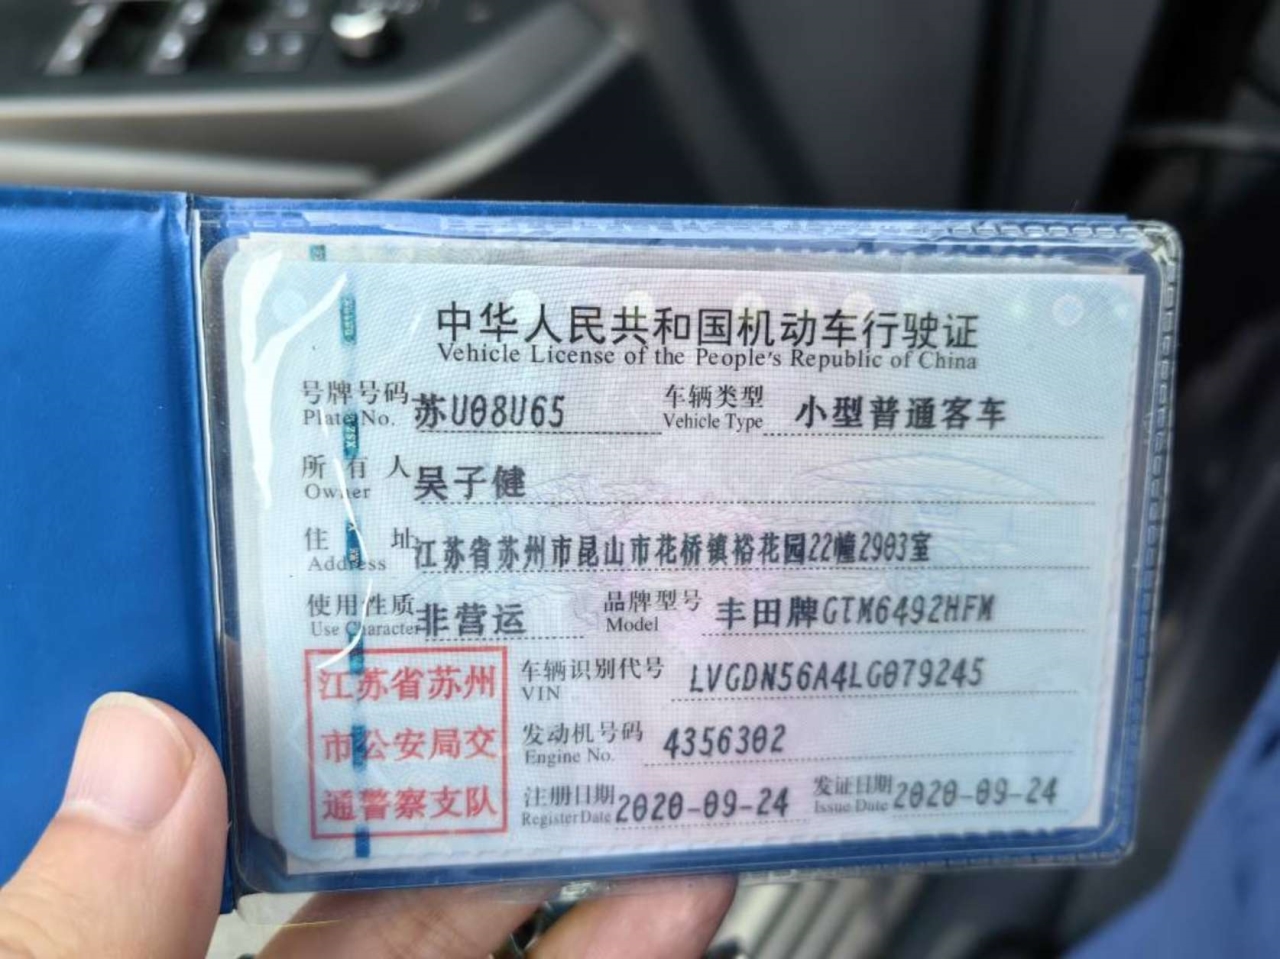 中华人民共和国机动车行驶证
Vehicle License of the People's Republic of China
号牌号码 苏U08U65 车辆类型 小型普通客车
Plate No. Vehicle Type
所有人 吴子健
Owner
住址 江苏省苏州市昆山市花桥镇裕花园22幢2903室
Address
使用性质 非营运 品牌型号 丰田牌GTM6492HFM
Use Character Model
江苏省苏州 车辆识别代号 LVGDN56A4LG079245
VIN
市公安局交 发动机号码 4356302
Engine No.
通警察支队 注册日期 2020-09-24 发证日期 2020-09-24
Register Date Issue Date